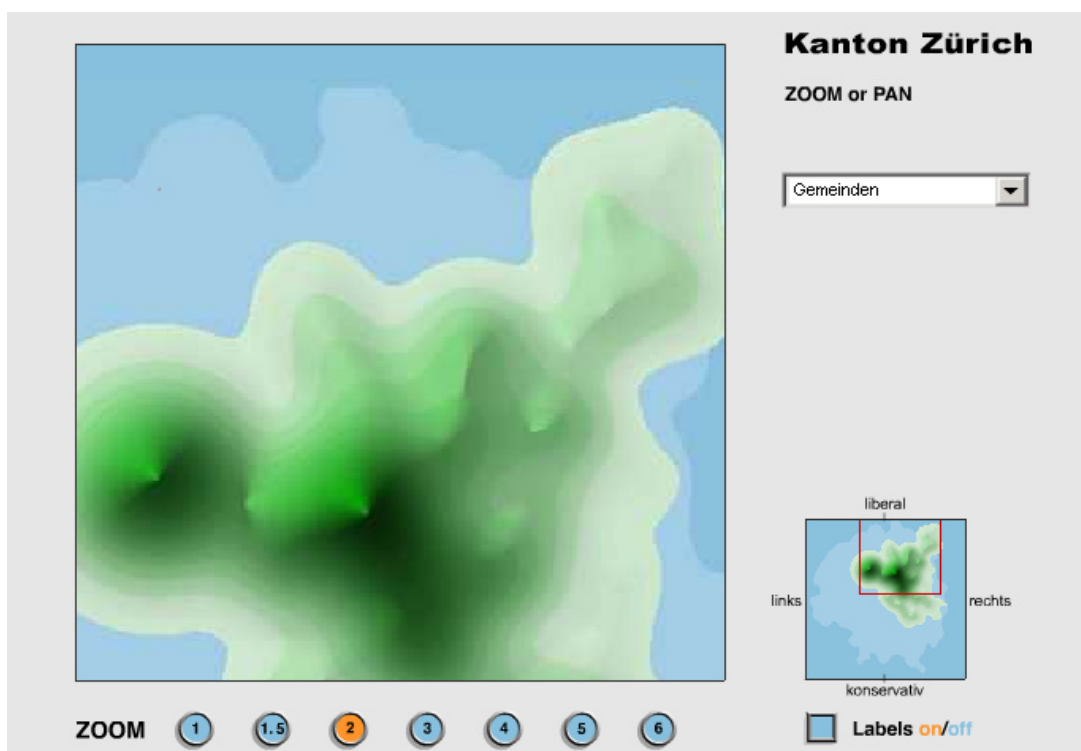 Kanton Zürich
ZOOM or PAN
Gemeinden
liberal
links
rechts
konservativ
ZOOM 1 1.5 2 3 4 5 6
Labels on/off